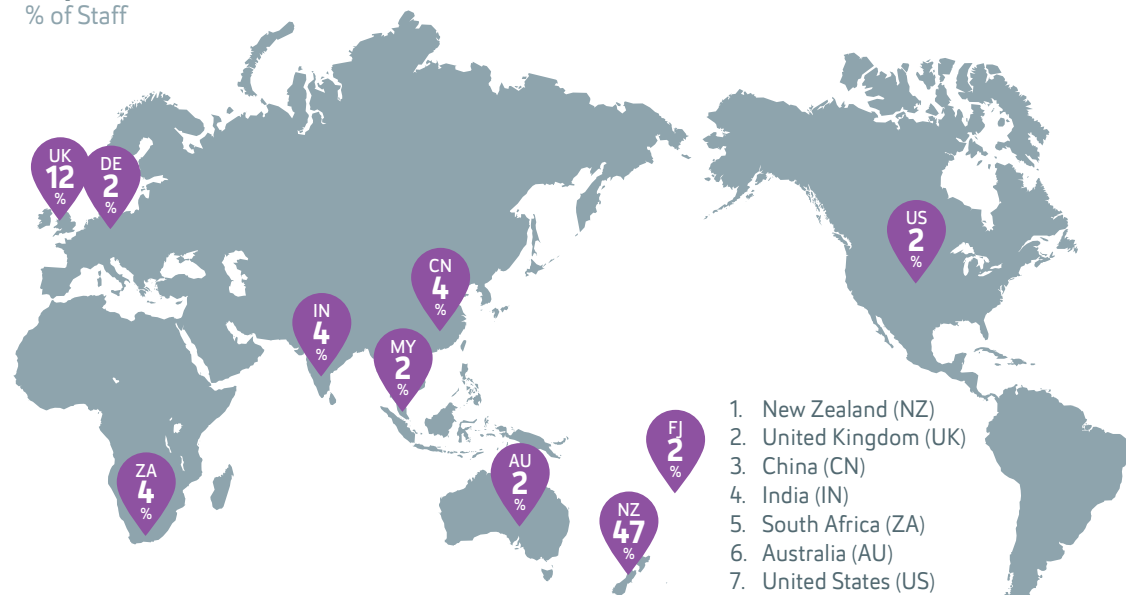 % of Staff
UK
12
%
DE
2
%
US
2
%
CN
4
%
IN
4
%
MY
2
%
FJ
2
%
ZA
4
%
AU
2
%
NZ
47
%
1. New Zealand (NZ)
2. United Kingdom (UK)
3. China (CN)
4. India (IN)
5. South Africa (ZA)
6. Australia (AU)
7. United States (US)